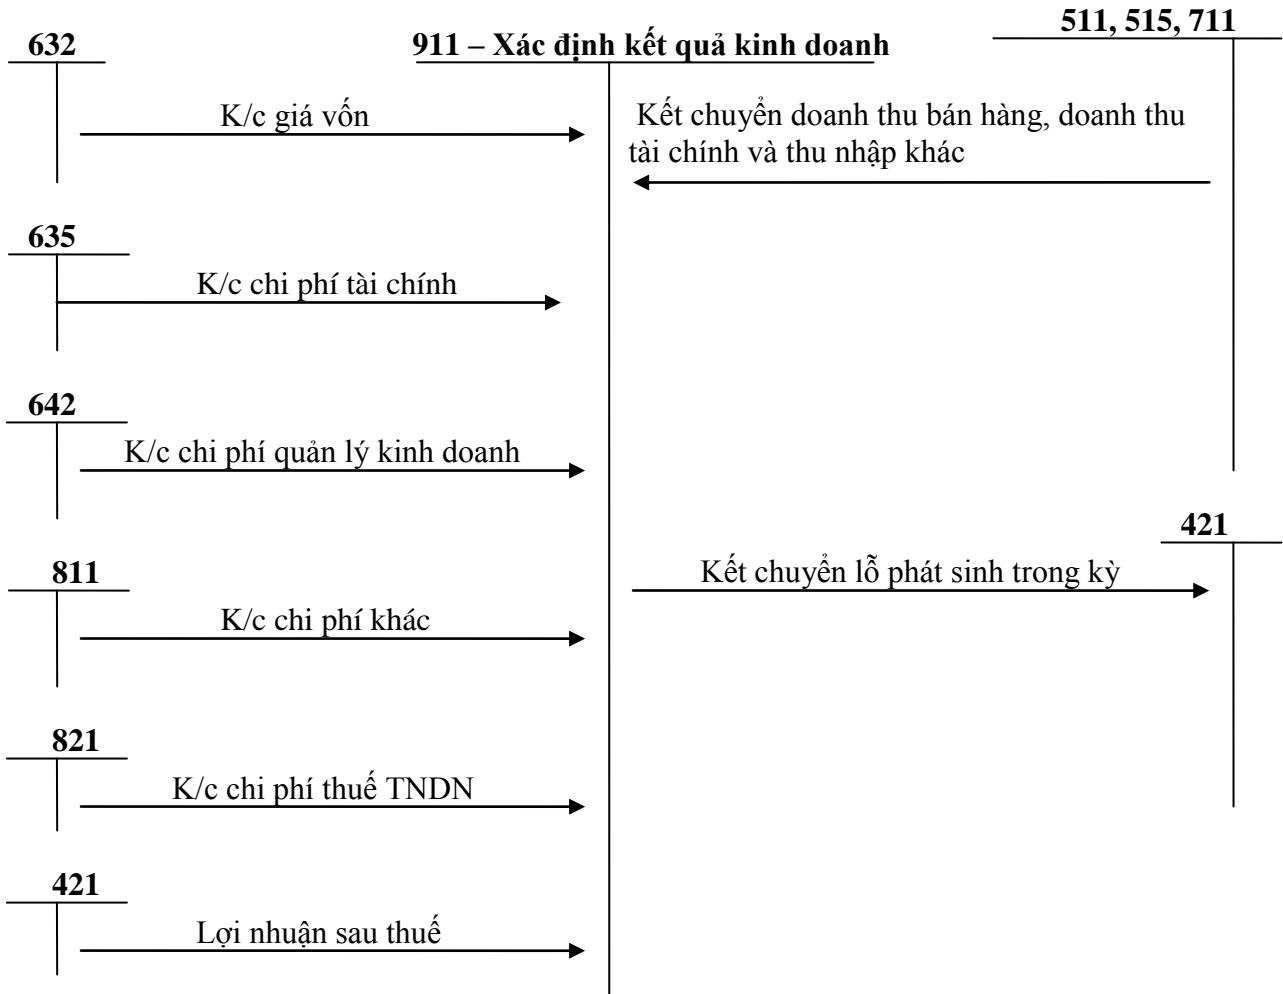 511, 515, 711
632
911 – Xác định kết quả kinh doanh
K/c giá vốn
Kết chuyển doanh thu bán hàng, doanh thu
tài chính và thu nhập khác
635
K/c chi phí tài chính
642
K/c chi phí quản lý kinh doanh
421
811
Kết chuyển lỗ phát sinh trong kỳ
K/c chi phí khác
821
K/c chi phí thuế TNDN
421
Lợi nhuận sau thuế